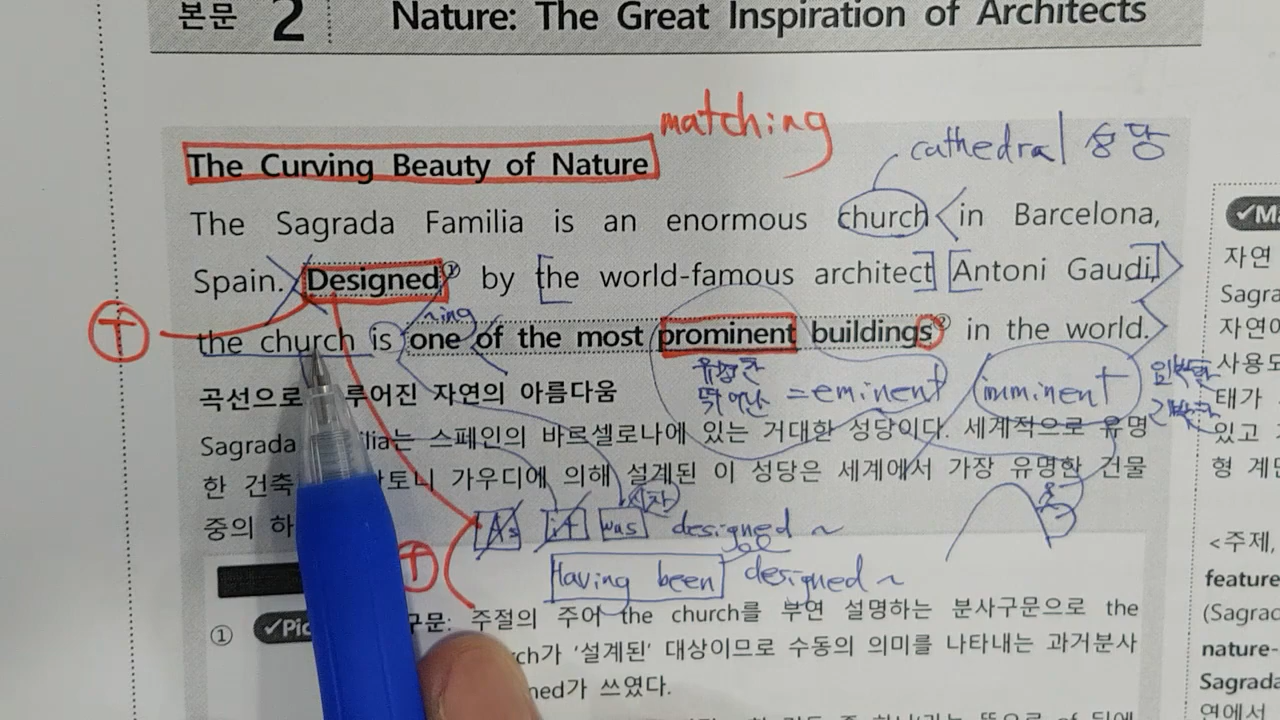 본문 2 Nature: The Great Inspiration of Architects
matching
The Curving Beauty of Nature
cathedral 성당
The Sagrada Familia is an enormous church in Barcelona,
Spain. Designed① by [the world-famous architect] [Antoni Gaudi,]
ning
the church is one of the most prominent buildings② in the world.
유명한
뛰어난 = eminent imminent 임박한
곡선으로 루어진 자연의 아름다움
Sagrada lia는 스페인의 바르셀로나에 있는 거대한 성당이다. 세계적으로 유명
한 건축 토니 가우디에 의해 설계된 이 성당은 세계에서 가장 유명한 건물
중의 하
As it was designed ~
Having been designed ~
① ✓Pic 구문: 주절의 주어 the church를 부연 설명하는 분사구문으로 the
ch가 '설계된' 대상이므로 수동의 의미를 나타내는 과거분사
ned가 쓰였다.
✓M
자연
Sagra
자연어
사용도
태가
있고
형 계단
<주제,
feature
(Sagrad
nature-
Sagrada
역에서